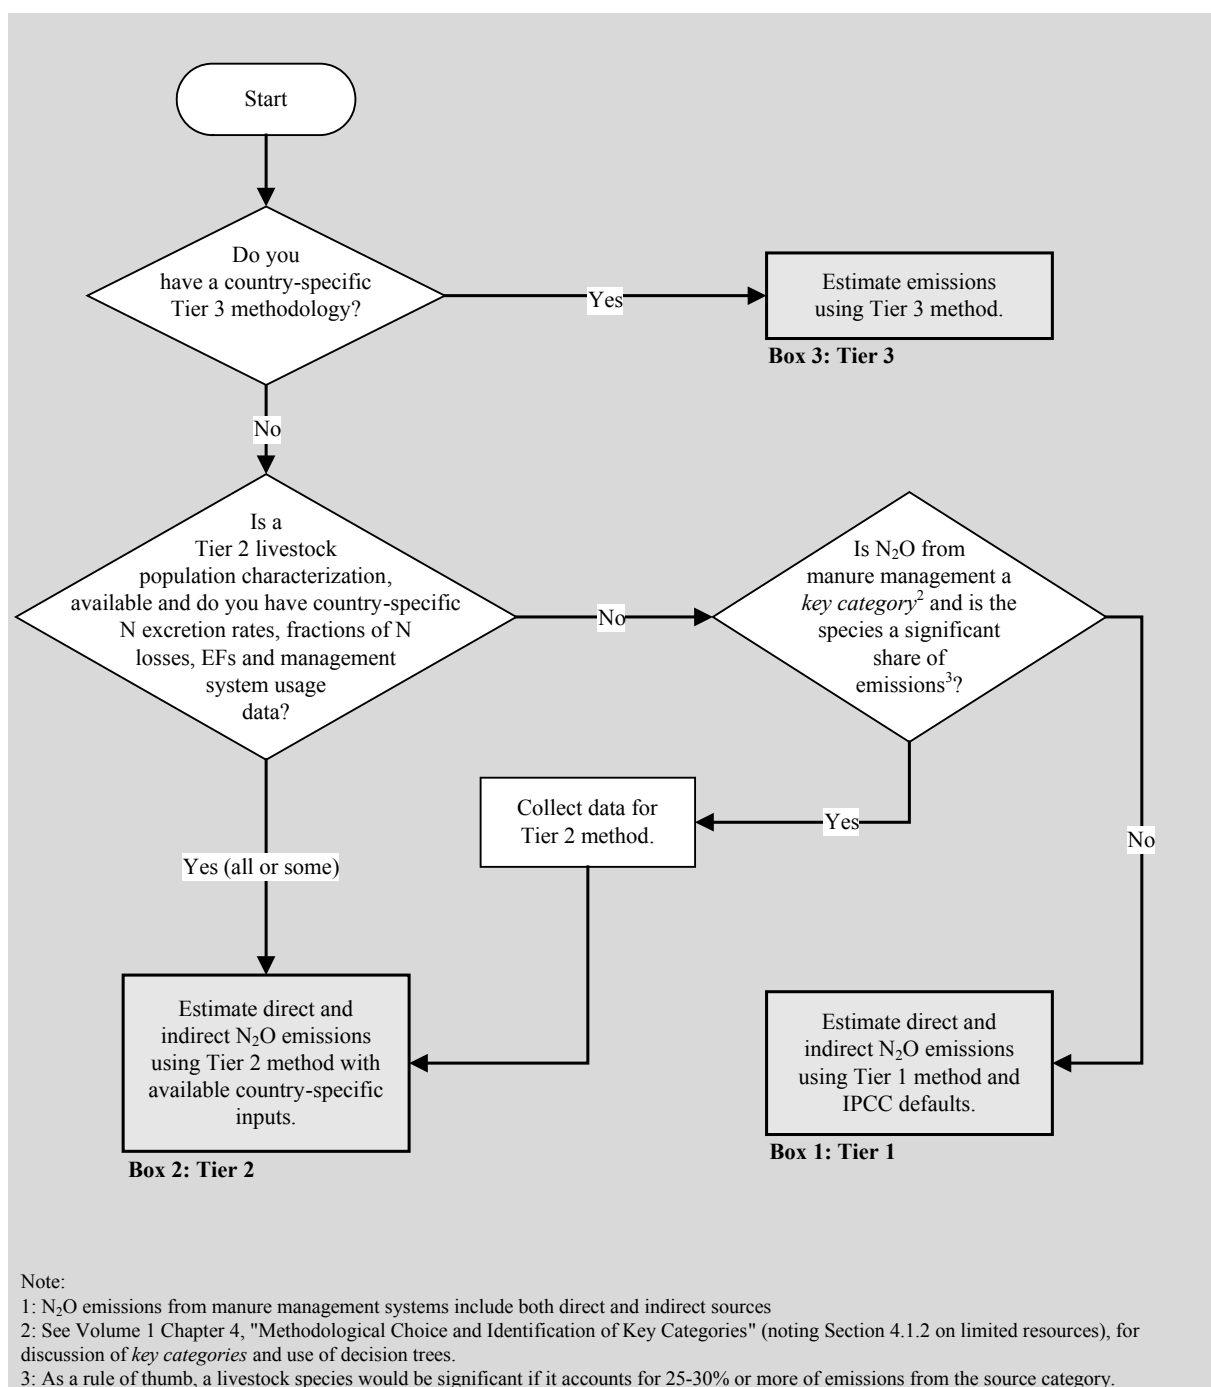 Start
Do you
have a country-specific
Tier 3 methodology?
Yes
Estimate emissions
using Tier 3 method.
Box 3: Tier 3
No
Is a
Tier 2 livestock
population characterization,
available and do you have country-specific
N excretion rates, fractions of N
losses, EFs and management
system usage
data?
No
Is N₂O from
manure management a
key category² and is the
species a significant
share of
emissions³?
Collect data for
Tier 2 method.
Yes
No
Yes (all or some)
Estimate direct and
indirect N₂O emissions
using Tier 2 method with
available country-specific
inputs.
Box 2: Tier 2
Estimate direct and
indirect N₂O emissions
using Tier 1 method and
IPCC defaults.
Box 1: Tier 1
Note:
1: N₂O emissions from manure management systems include both direct and indirect sources
2: See Volume 1 Chapter 4, "Methodological Choice and Identification of Key Categories" (noting Section 4.1.2 on limited resources), for
discussion of key categories and use of decision trees.
3: As a rule of thumb, a livestock species would be significant if it accounts for 25-30% or more of emissions from the source category.